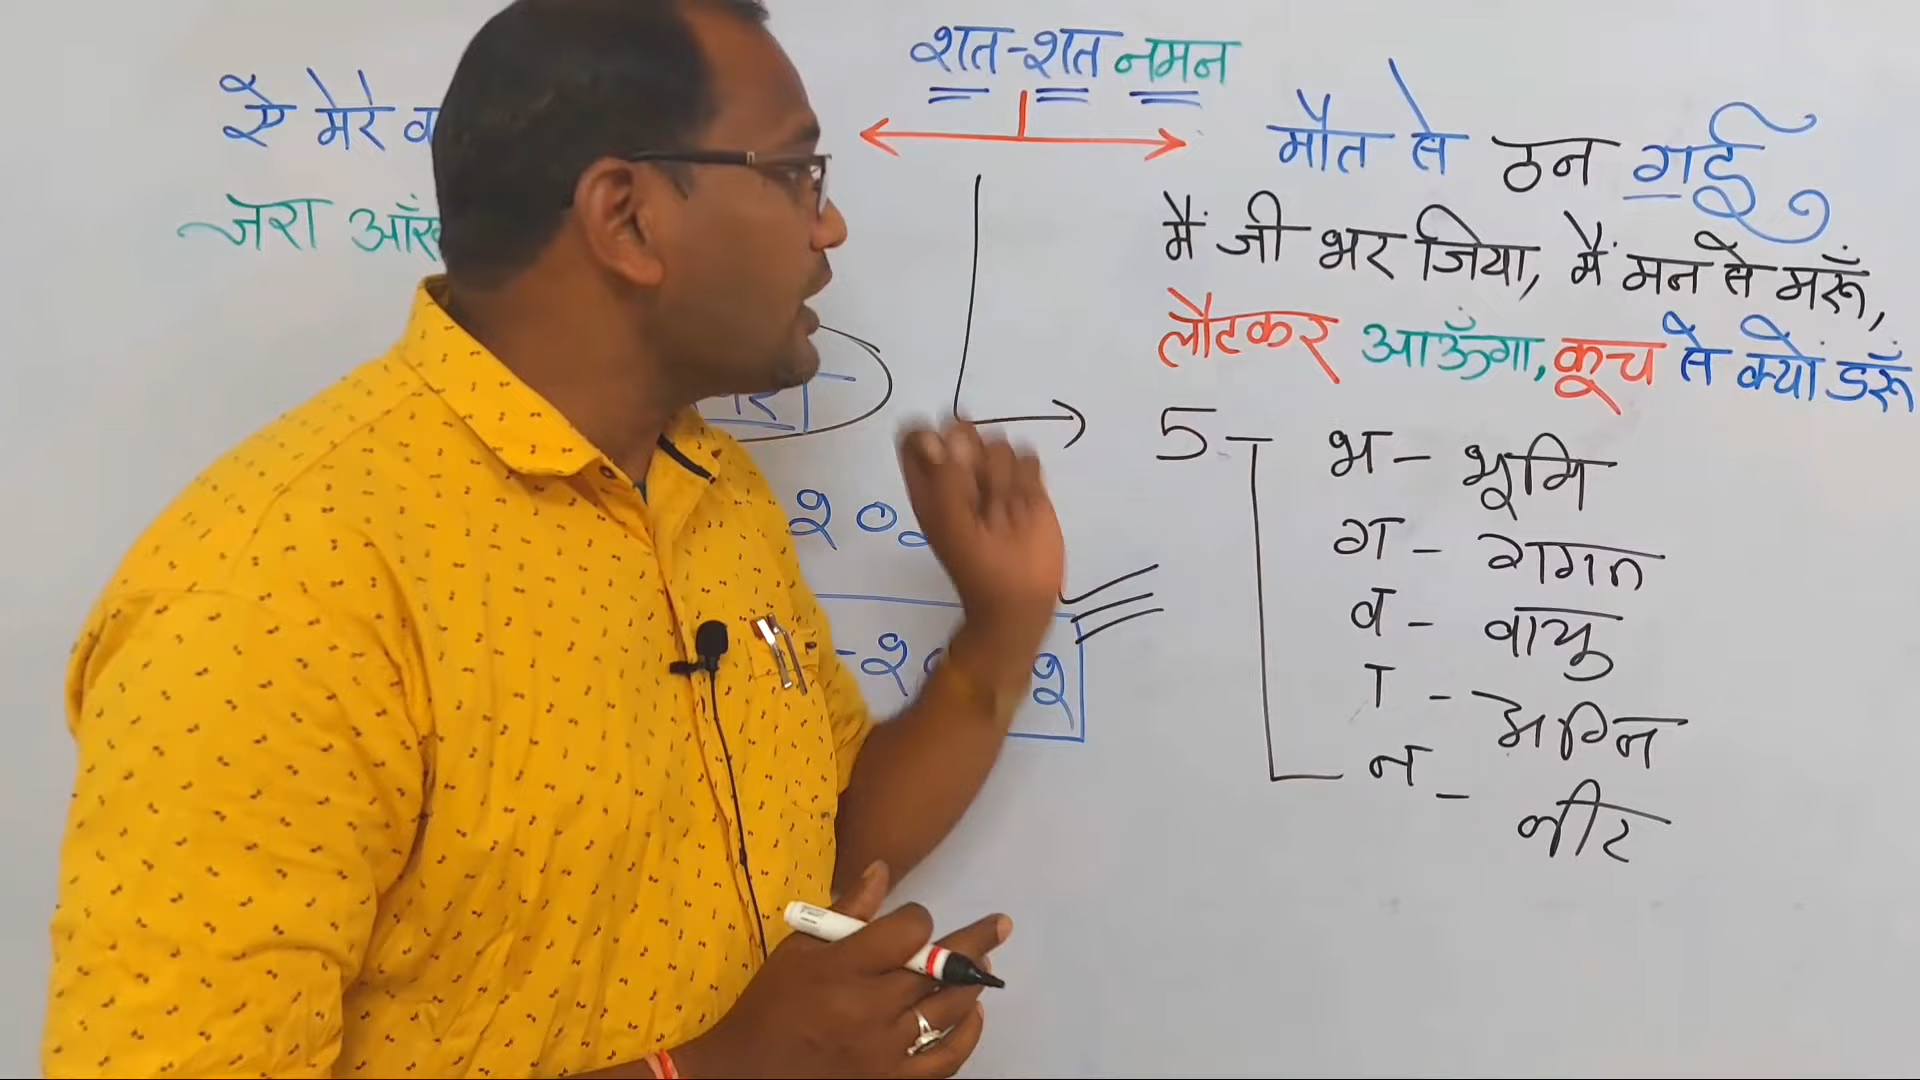 शत-शत नमन
ऐ मेरे
जरा
मौत से ठन गई,
मैं जी भर जिया, मैं मन से मरूँ,
लौटकर आऊँगा, कूच से क्यों डरूँ
5
भ - भूमि
ग - गगन
व - वायु
ा - अग्नि
न - नीर